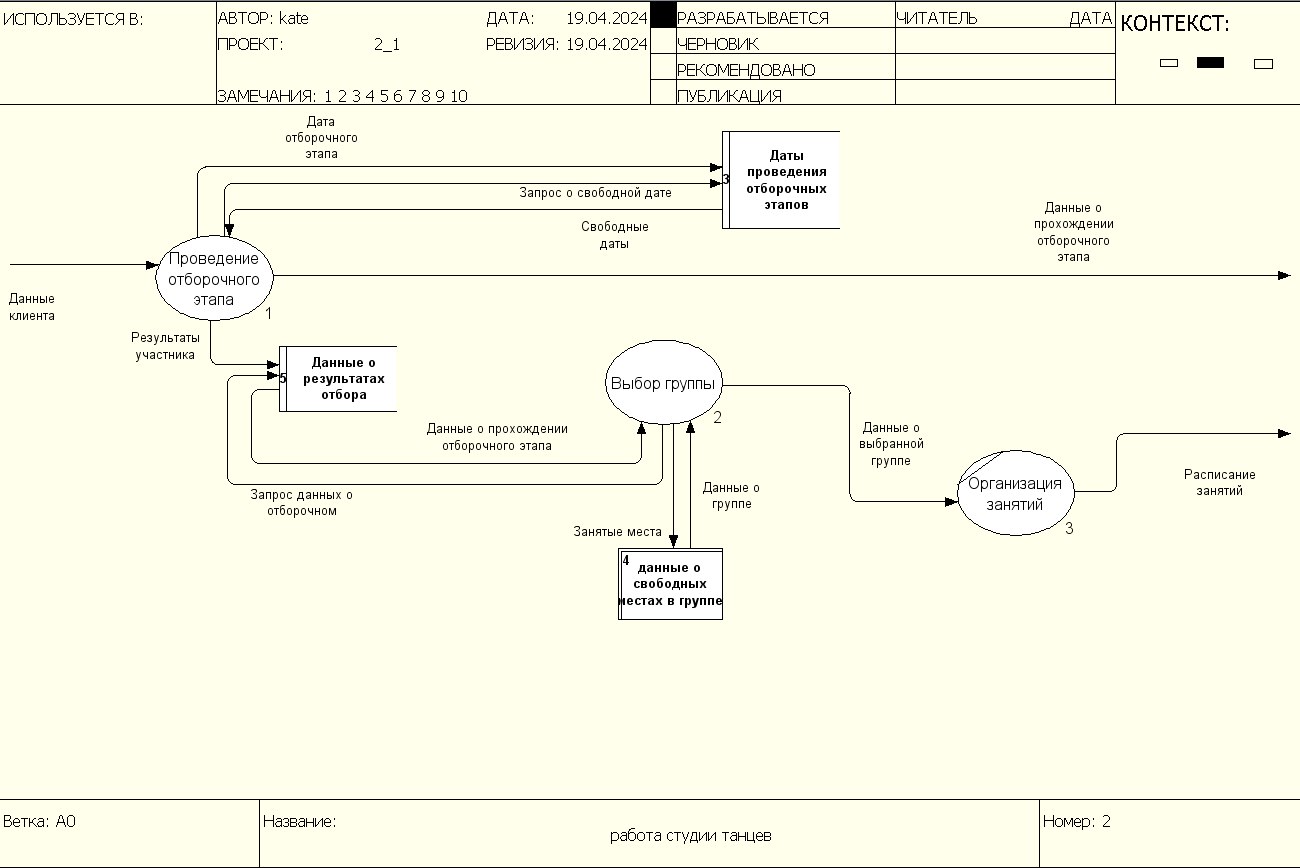 ИСПОЛЬЗУЕТСЯ В:
АВТОР: kate
ДАТА: 19.04.2024
ПРОЕКТ: 2_1
РЕВИЗИЯ: 19.04.2024
ЗАМЕЧАНИЯ: 1 2 3 4 5 6 7 8 9 10
РАЗРАБАТЫВАЕТСЯ
ЧЕРНОВИК
РЕКОМЕНДОВАНО
ПУБЛИКАЦИЯ
ЧИТАТЕЛЬ ДАТА
КОНТЕКСТ:
Дата
отборочного
этапа
Запрос о свободной дате
Свободные
даты
3
Даты
проведения
отборочных
этапов
Данные о
прохождении
отборочного
этапа
Данные
клиента
Проведение
отборочного
этапа
1
Результаты
участника
5
Данные о
результатах
отбора
Данные о прохождении
отборочного этапа
Запрос данных о
отборочном
Выбор группы
2
Занятые места
Данные о
группе
4
данные о
свободных
местах в группе
Данные о
выбранной
группе
Организация
занятий
3
Расписание
занятий
Ветка: A0
Название:
работа студии танцев
Номер: 2